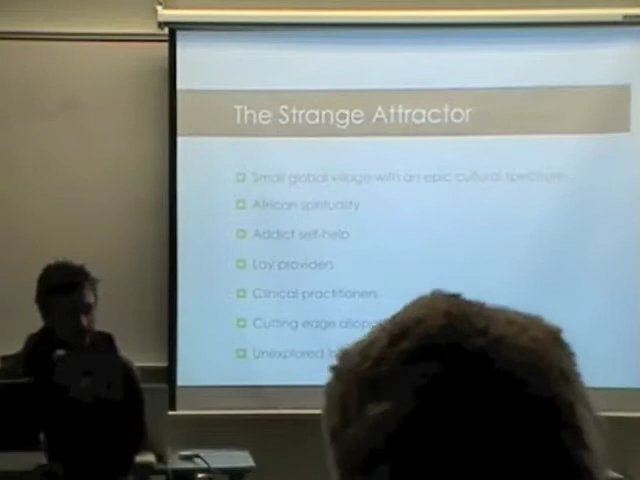 The Strange Attractor
Small global village with an epic cultural spectrum
African spirituality
Addict self-help
Lay providers
Clinical practitioners
Cutting edge
Unexplored